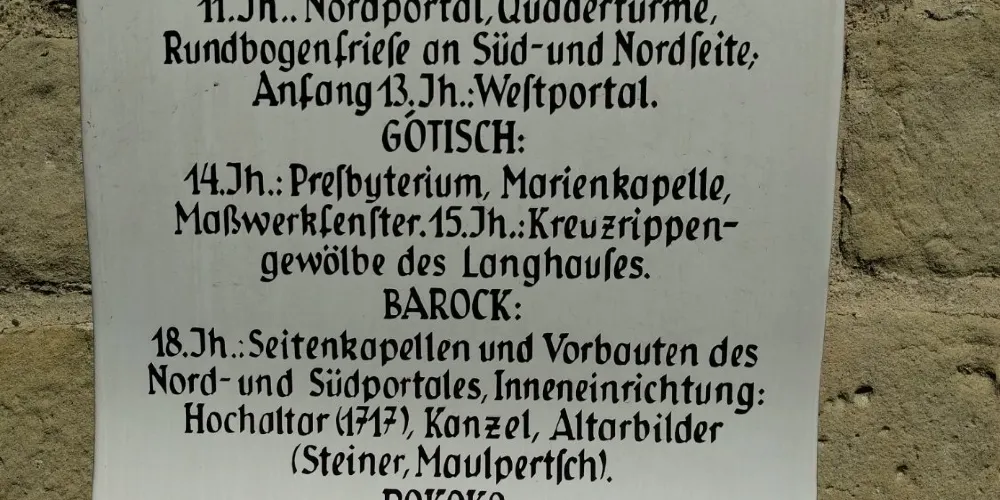 11.Jh.. Nordportal, Quadertürme,
Rundbogenfrieſe an Süd-und Nordſeite;
Anfang 13.Jh.:Weſtportal.
GOTISCH:
14.Jh.: Preſbyterium, Marienkapelle,
Maßwerkfenſter. 15.Jh.:Kreuzrippen-
gewölbe des Langhauſes.
BAROCK:
18.Jh.:Seitenkapellen und Vorbauten des
Nord-und Südportales, Inneneinrichtung:
Hochaltar (1717), Kanzel, Altarbilder
(Steiner, Maulpertſch).
ROKOKO